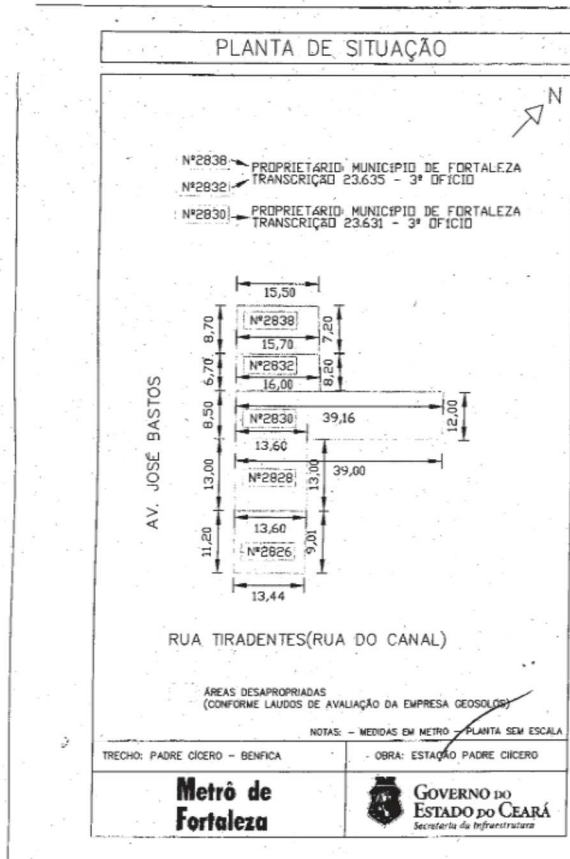 PLANTA DE SITUAÇÃO
N
Nº2838 PROPRIETÁRIO: MUNICÍPIO DE FORTALEZA
Nº2832 TRANSCRIÇÃO 23.635 - 3º OFÍCIO
Nº2830 PROPRIETÁRIO: MUNICÍPIO DE FORTALEZA
TRANSCRIÇÃO 23.631 - 3º OFÍCIO
15,50
8,70
Nº2838
7,20
15,70
6,70
Nº2832
8,20
16,00
8,50
Nº2830
39,16
12,00
13,60
39,00
13,00
Nº2828
13,00
13,60
11,20
Nº2826
9,01
13,44
AV. JOSÉ BASTOS
RUA TIRADENTES(RUA DO CANAL)
ÁREAS DESAPROPRIADAS
(CONFORME LAUDOS DE AVALIAÇÃO DA EMPRESA GEOSOLOS)
NOTAS: - MEDIDAS EM METRO - PLANTA SEM ESCALA
TRECHO: PADRE CÍCERO - BENFICA
OBRA: ESTAÇÃO PADRE CIÍCERO
Metrô de
Fortaleza
GOVERNO DO
ESTADO DO CEARÁ
Secretaria da Infraestrutura